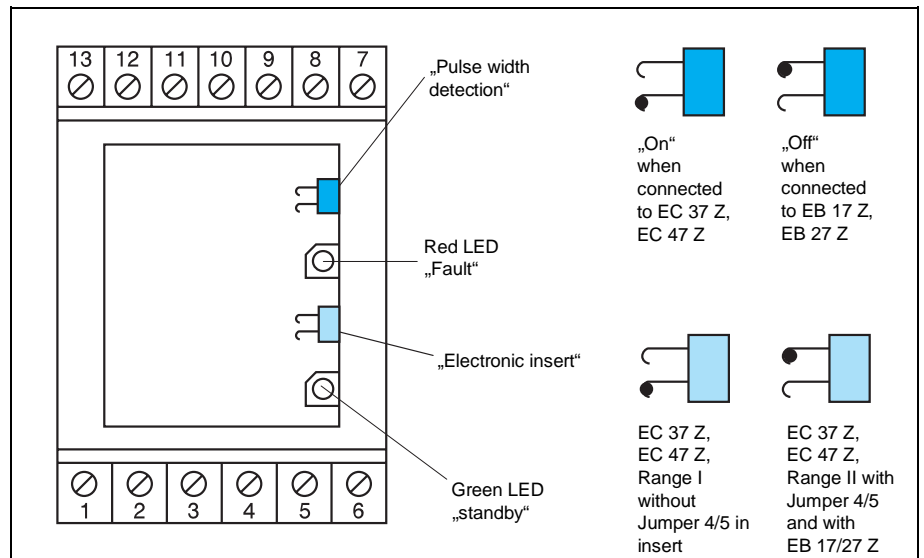 13 12 11 10 9 8 7
„Pulse width
detection“
Red LED
„Fault“
„Electronic insert“
Green LED
„standby“
1 2 3 4 5 6
„On“
when
connected
to EC 37 Z,
EC 47 Z
„Off“
when
connected
to EB 17 Z,
EB 27 Z
EC 37 Z,
EC 47 Z,
Range I
without
Jumper 4/5 in
insert
EC 37 Z,
EC 47 Z,
Range II with
Jumper 4/5
and with
EB 17/27 Z